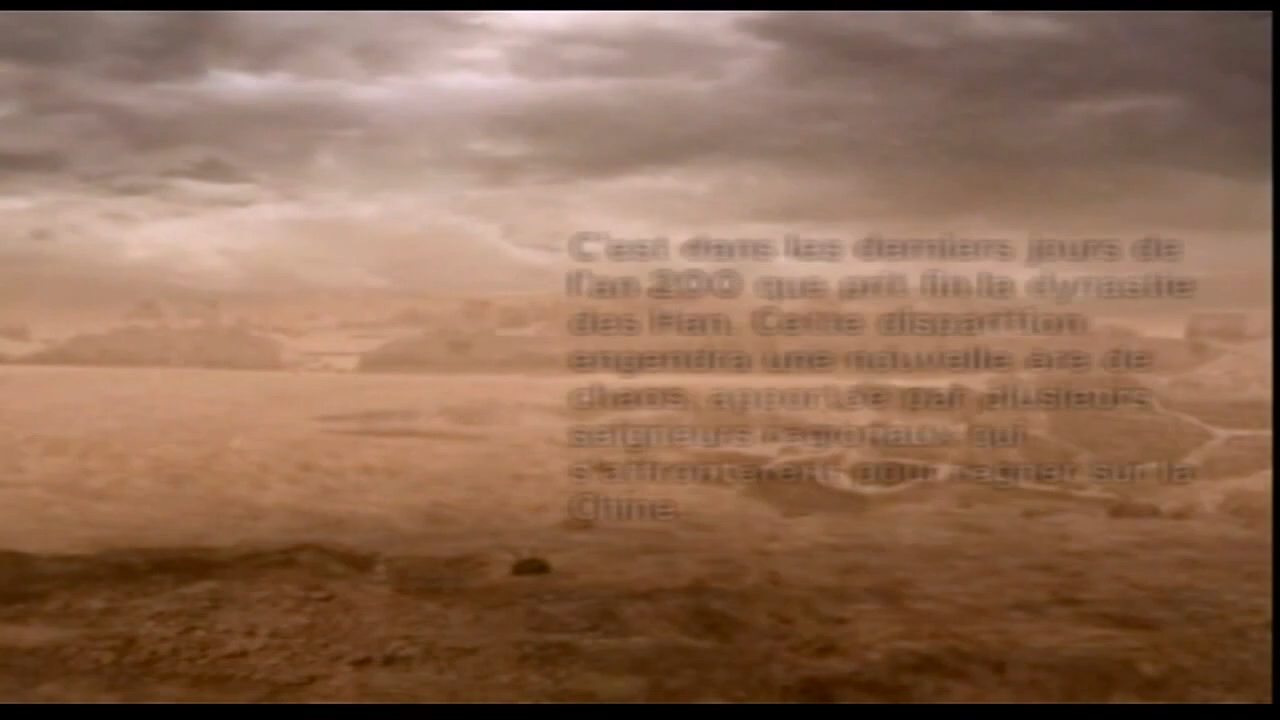 C'est dans les derniers jours de
l'an 200 que prit fin la dynastie
des Han. Cette disparition
engendra une nouvelle ère de
chaos, apportée par plusieurs
seigneurs régionaux qui
s'affrontèrent pour régner sur la
Chine